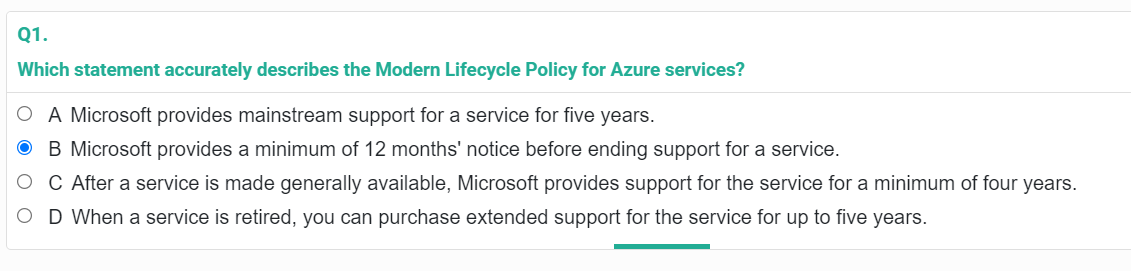 Q1.
Which statement accurately describes the Modern Lifecycle Policy for Azure services?
A Microsoft provides mainstream support for a service for five years.
B Microsoft provides a minimum of 12 months' notice before ending support for a service.
C After a service is made generally available, Microsoft provides support for the service for a minimum of four years.
D When a service is retired, you can purchase extended support for the service for up to five years.